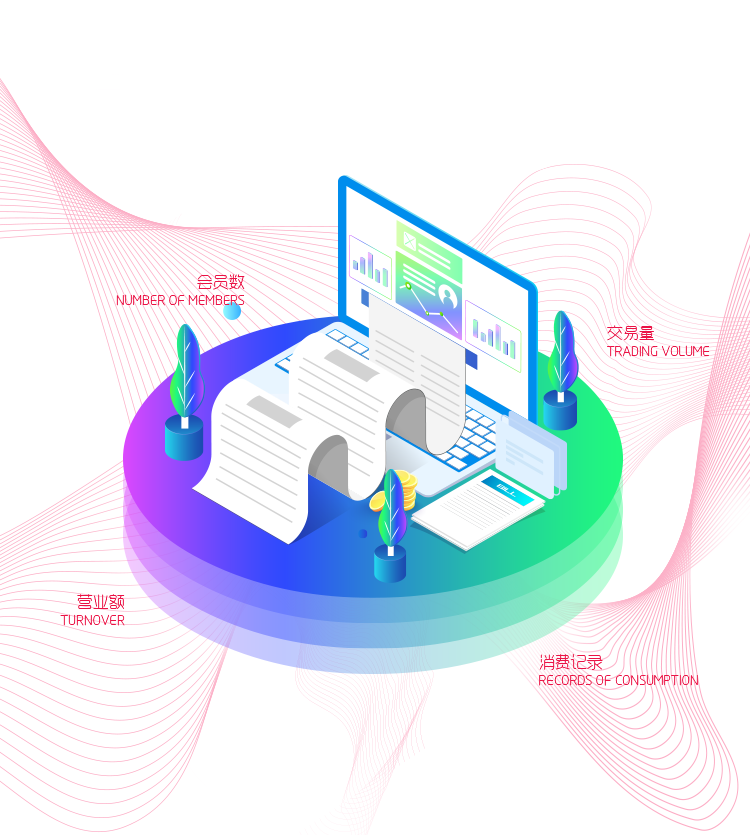 会员数
NUMBER OF MEMBERS
交易量
TRADING VOLUME
BILL
营业额
TURNOVER
消费记录
RECORDS OF CONSUMPTION